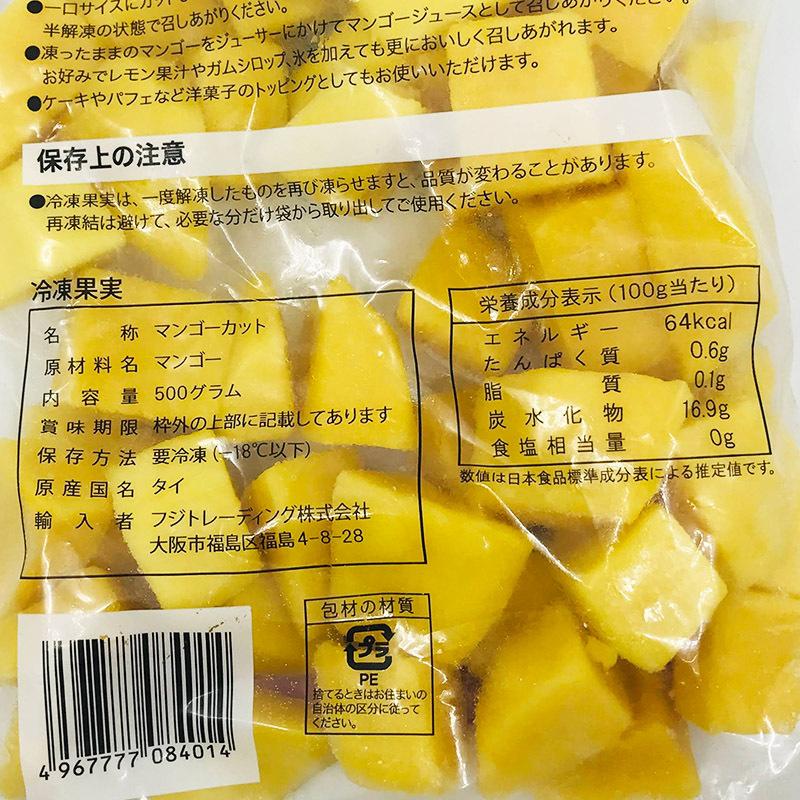 ●一口サイズにカット
半解凍の状態で召しあがりください。
●凍ったままのマンゴーをジューサーにかけてマンゴージュースとして召しあがりください。
お好みでレモン果汁やガムシロップ、氷を加えても更においしく召しあがれます。
●ケーキやパフェなど洋菓子のトッピングとしてもお使いいただけます。
保存上の注意
●冷凍果実は、一度解凍したものを再び凍らせますと、品質が変わることがあります。
再凍結は避けて、必要な分だけ袋から取り出してご使用ください。
冷凍果実
名称 マンゴーカット
原材料名 マンゴー
内容量 500グラム
賞味期限 枠外の上部に記載してあります
保存方法 要冷凍(−18℃以下)
原産国名 タイ
輸入者 フジトレーディング株式会社
大阪市福島区福島4-8-28
栄養成分表示(100g当たり)
エネルギー 64kcal
たんぱく質 0.6g
脂質 0.1g
炭水化物 16.9g
食塩相当量 0g
数値は日本食品標準成分表による推定値です。
包材の材質
プラ
PE
捨てるときはお住まいの
自治体の区分に従って
ください。
4 967777 084014